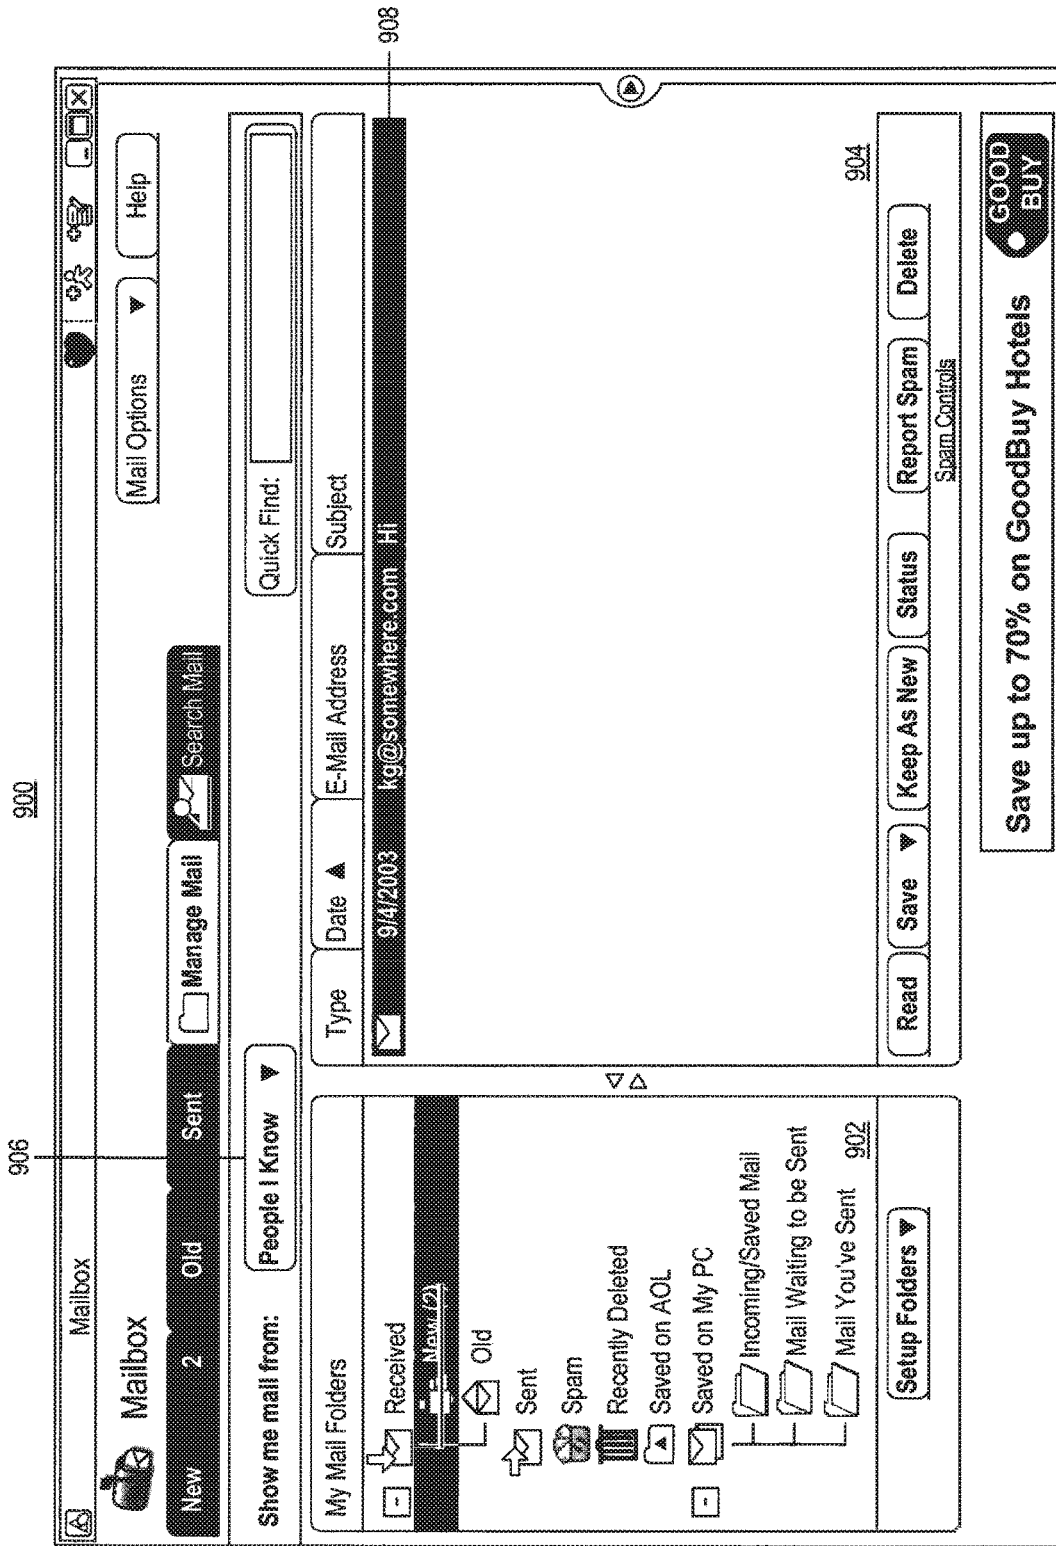 900
906
908
Mailbox
Mailbox
Mail Options
Help
New 2 Old Sent Manage Mail Search Mail
Show me mail from: People I Know Quick Find:
My Mail Folders
Type Date E-Mail Address Subject
9/4/2003 kg@somewhere.com Hi
Received
New (2)
Old
Sent
Spam
Recently Deleted
Saved on AOL
Saved on My PC
Incoming/Saved Mail
Mail Waiting to be Sent
Mail You've Sent
902
904
Setup Folders
Read Save Keep As New Status Report Spam Delete
Spam Controls
Save up to 70% on GoodBuy Hotels
GOOD
BUY